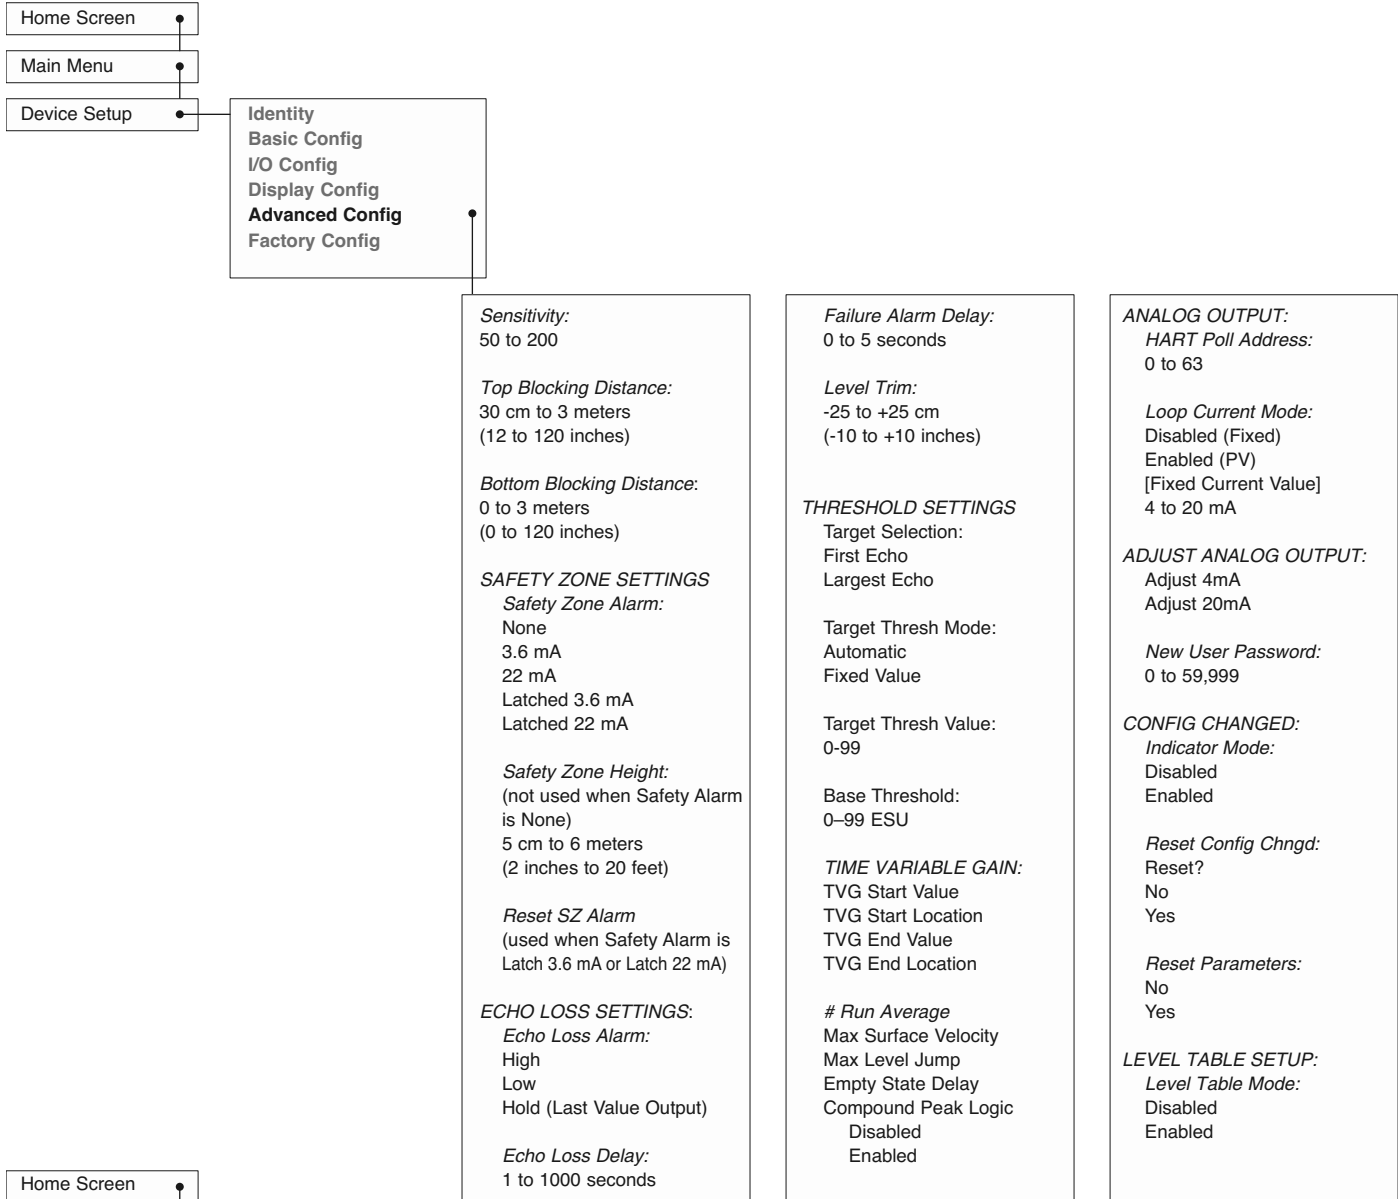 Home Screen
Main Menu
Device Setup
Identity
Basic Config
I/O Config
Display Config
Advanced Config
Factory Config
Sensitivity:
50 to 200
Top Blocking Distance:
30 cm to 3 meters
(12 to 120 inches)
Bottom Blocking Distance:
0 to 3 meters
(0 to 120 inches)
SAFETY ZONE SETTINGS
Safety Zone Alarm:
None
3.6 mA
22 mA
Latched 3.6 mA
Latched 22 mA
Safety Zone Height:
(not used when Safety Alarm
is None)
5 cm to 6 meters
(2 inches to 20 feet)
Reset SZ Alarm
(used when Safety Alarm is
Latch 3.6 mA or Latch 22 mA)
ECHO LOSS SETTINGS:
Echo Loss Alarm:
High
Low
Hold (Last Value Output)
Echo Loss Delay:
1 to 1000 seconds
Failure Alarm Delay:
0 to 5 seconds
Level Trim:
-25 to +25 cm
(-10 to +10 inches)
THRESHOLD SETTINGS
Target Selection:
First Echo
Largest Echo
Target Thresh Mode:
Automatic
Fixed Value
Target Thresh Value:
0-99
Base Threshold:
0–99 ESU
TIME VARIABLE GAIN:
TVG Start Value
TVG Start Location
TVG End Value
TVG End Location
# Run Average
Max Surface Velocity
Max Level Jump
Empty State Delay
Compound Peak Logic
Disabled
Enabled
ANALOG OUTPUT:
HART Poll Address:
0 to 63
Loop Current Mode:
Disabled (Fixed)
Enabled (PV)
[Fixed Current Value]
4 to 20 mA
ADJUST ANALOG OUTPUT:
Adjust 4mA
Adjust 20mA
New User Password:
0 to 59,999
CONFIG CHANGED:
Indicator Mode:
Disabled
Enabled
Reset Config Chngd:
Reset?
No
Yes
Reset Parameters:
No
Yes
LEVEL TABLE SETUP:
Level Table Mode:
Disabled
Enabled
Home Screen